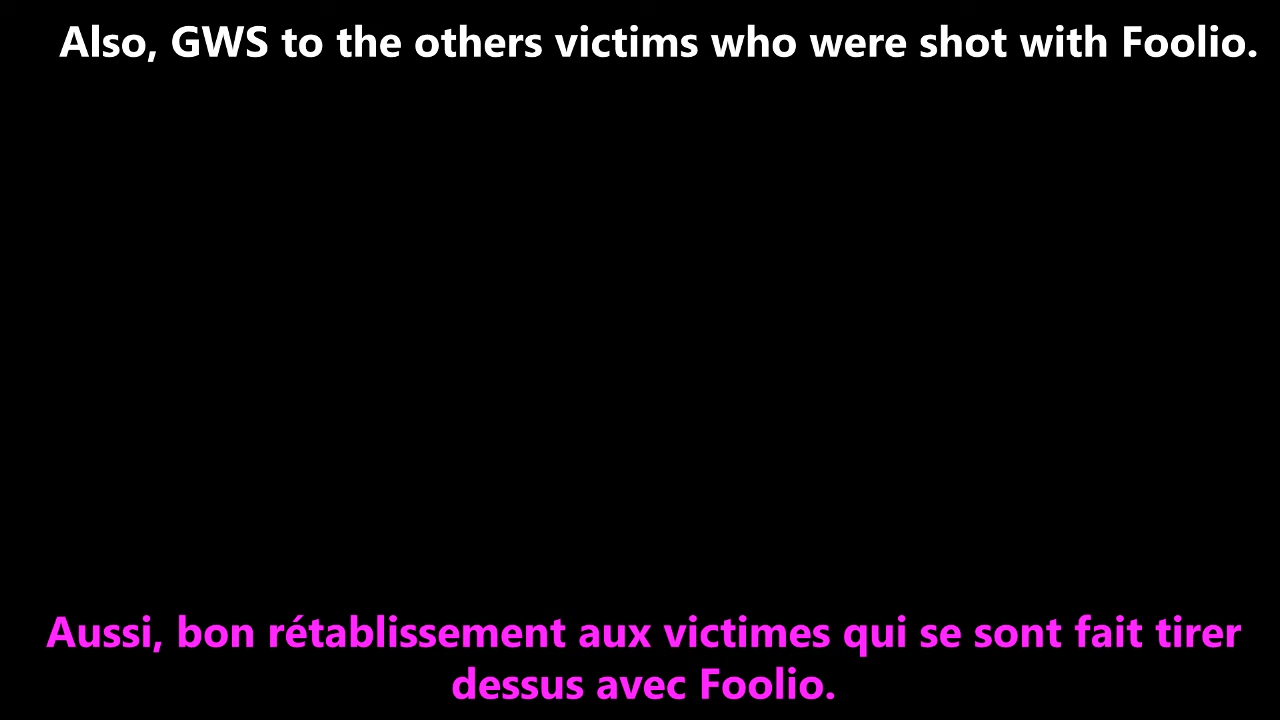 Also, GWS to the others victims who were shot with Foolio.
Aussi, bon rétablissement aux victimes qui se sont fait tirer
dessus avec Foolio.